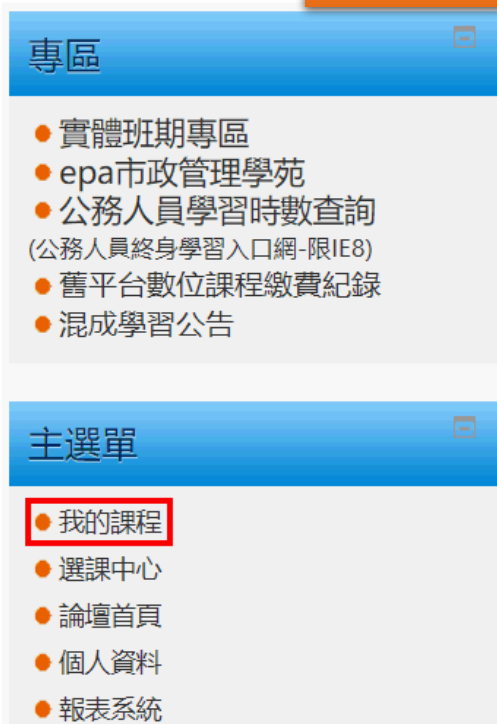 專區
實體班期專區
epa市政管理學苑
公務人員學習時數查詢
(公務人員終身學習入口網-限IE8)
舊平台數位課程繳費紀錄
混成學習公告
主選單
我的課程
選課中心
論壇首頁
個人資料
報表系統